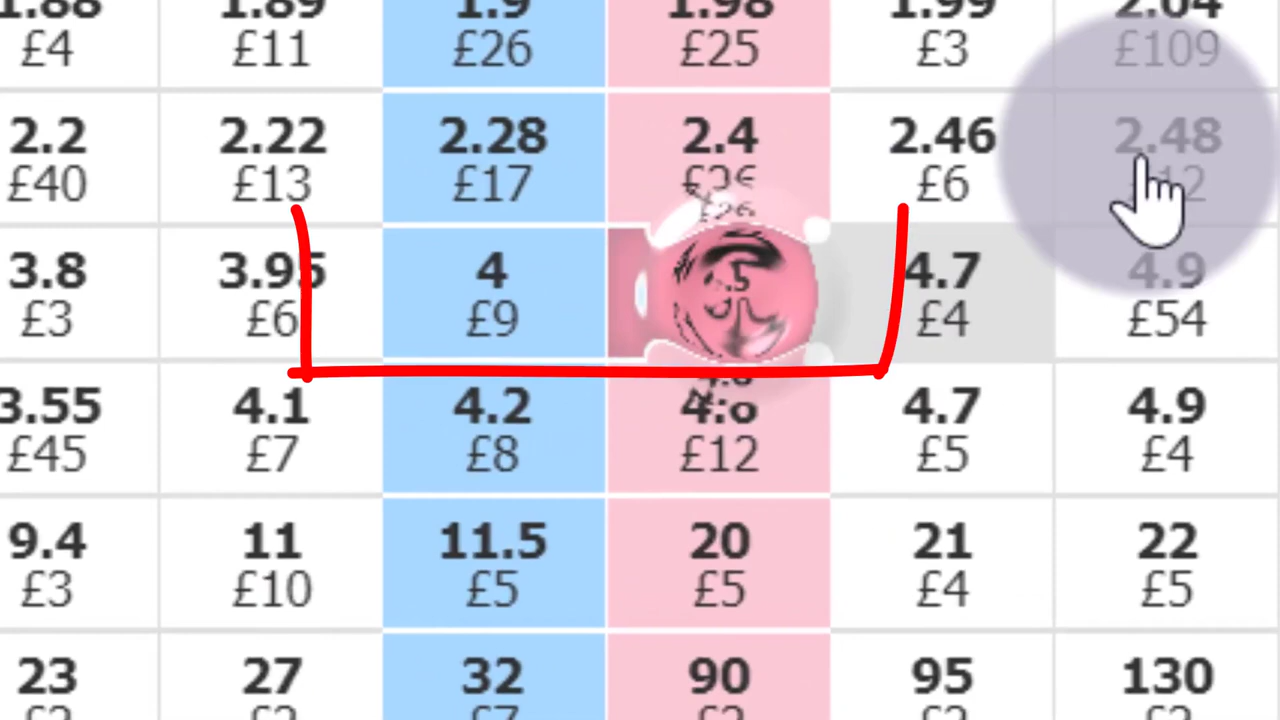 1.88 1.89 1.9 1.98 1.99 2.04
£4 £11 £26 £25 £3 £109
2.2 2.22 2.28 2.4 2.46 2.48
£40 £13 £17 £26 £6 £12
3.8 3.95 4 4.7 4.9
£3 £6 £9 £4 £54
3.55 4.1 4.2 4.7 4.9
£45 £7 £8 £12 £5 £4
9.4 11 11.5 20 21 22
£3 £10 £5 £5 £4 £5
23 27 32 90 95 130